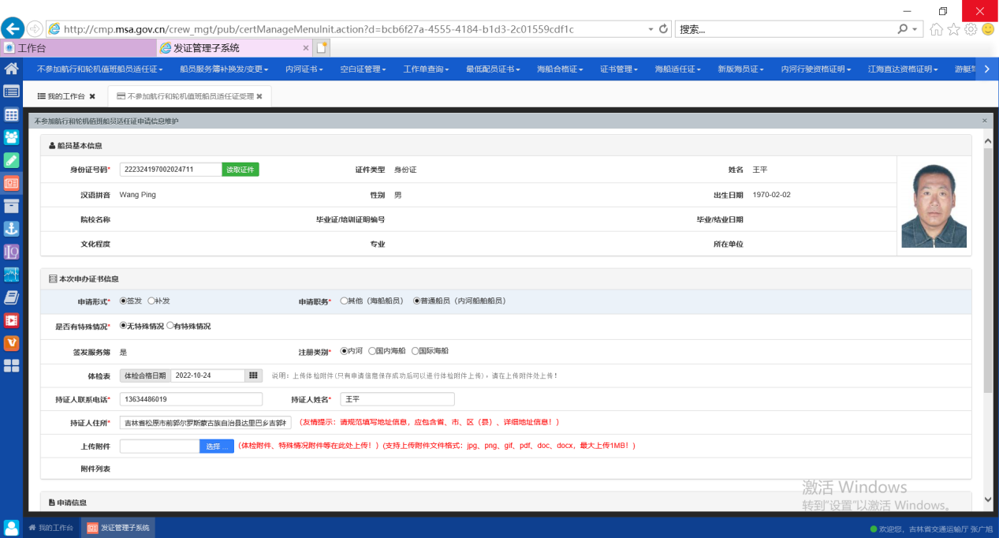 http://cmp.msa.gov.cn/crew_mgt/pub/certManageMenuInit.action?d=bcb6f27a-4555-4184-b1d3-2c01559cdf1c 搜索...
工作台 发证管理子系统
不参加航行和轮机值班船员适任证 船员服务簿补换发/变更 内河证书 空白证管理 工作单查询 最低配员证书 海船合格证 证书管理 海船适任证 新版海员证 内河行驶资格证明 江海直达资格证明 游艇
我的工作台 不参加航行和轮机值班船员适任证受理
不参加航行和轮机值班船员适任证申请信息维护
船员基本信息
身份证号码* 222324197002024711 读取证件 证件类型 身份证 姓名 王平
汉语拼音 Wang Ping 性别 男 出生日期 1970-02-02
院校名称 毕业证/培训证明编号 毕业/结业日期
文化程度 专业 所在单位
本次申办证书信息
申请形式* 签发 补发 申请职务* 其他（海船船员） 普通船员（内河船舶船员）
是否有特殊情况* 无特殊情况 有特殊情况
签发服务簿 是 注册类别* 内河 国内海船 国际海船
体检表 体检合格日期 2022-10-24 说明：上传体检附件(只有申请信息保存成功后可以进行体检附件上传)，请在上传附件处上传！
持证人联系电话* 13634486019 持证人姓名* 王平
持证人住所* 吉林省松原市前郭尔罗斯蒙古族自治县达里巴乡吉郭 （友情提示：请规范填写地址信息，应包含省、市、区（县）、详细地址信息！）
上传附件 选择 ... （体检附件、特殊情况附件等在此处上传！）(支持上传附件文件格式：jpg、png、gif、pdf、doc、docx，最大上传1MB！)
附件列表
申请信息
激活 Windows
转到"设置"以激活 Windows。
我的工作台 发证管理子系统 欢迎您，吉林省交通运输厅 张广旭